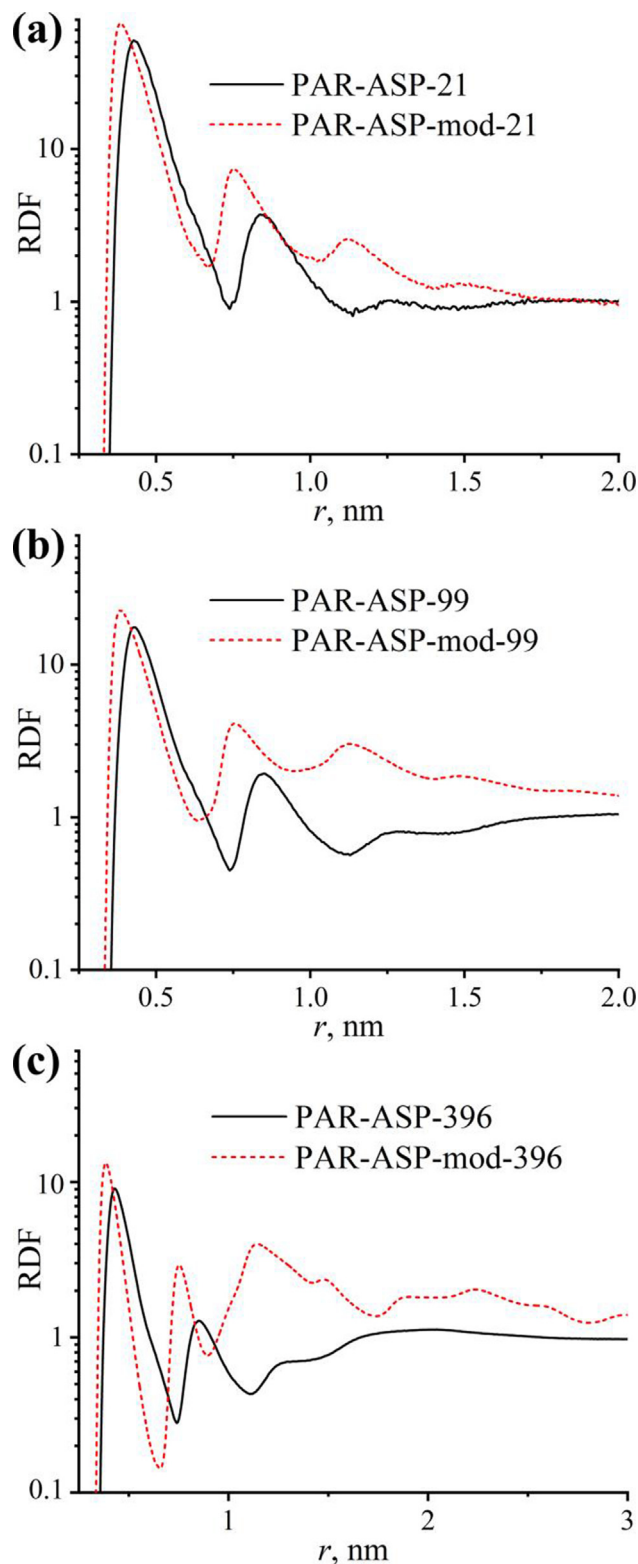 (a)
PAR-ASP-21
PAR-ASP-mod-21
10
RDF
1
0.1
0.5 1.0 1.5 2.0
r, nm
(b)
PAR-ASP-99
PAR-ASP-mod-99
10
RDF
1
0.1
0.5 1.0 1.5 2.0
r, nm
(c)
PAR-ASP-396
PAR-ASP-mod-396
10
RDF
1
0.1
1 2 3
r, nm